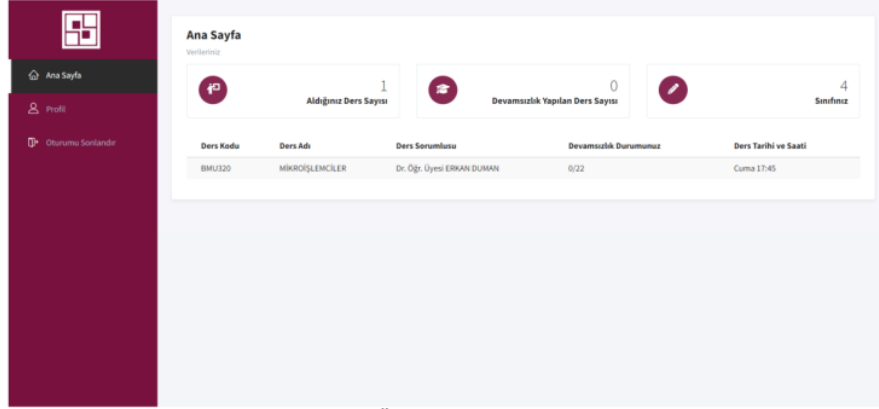 Ana Sayfa
Profil
Oturumu Sonlandır
Ana Sayfa
Verileriniz
1
Aldığınız Ders Sayısı
0
Devamsızlık Yapılan Ders Sayısı
4
Sınıfınız
Ders Kodu Ders Adı Ders Sorumlusu Devamsızlık Durumunuz Ders Tarihi ve Saati
BMU320 MİKROİŞLEMCİLER Dr. Öğr. Üyesi ERKAN DUMAN 0/22 Cuma 17:45